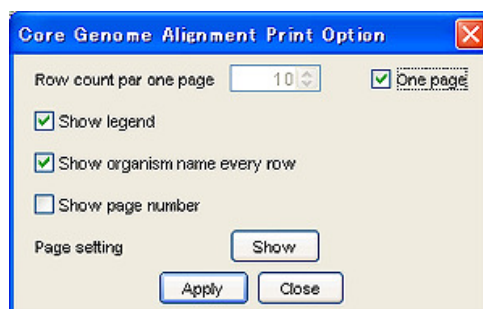 Core Genome Alignment Print Option
Row count par one page 10 One page
Show legend
Show organism name every row
Show page number
Page setting Show
Apply Close